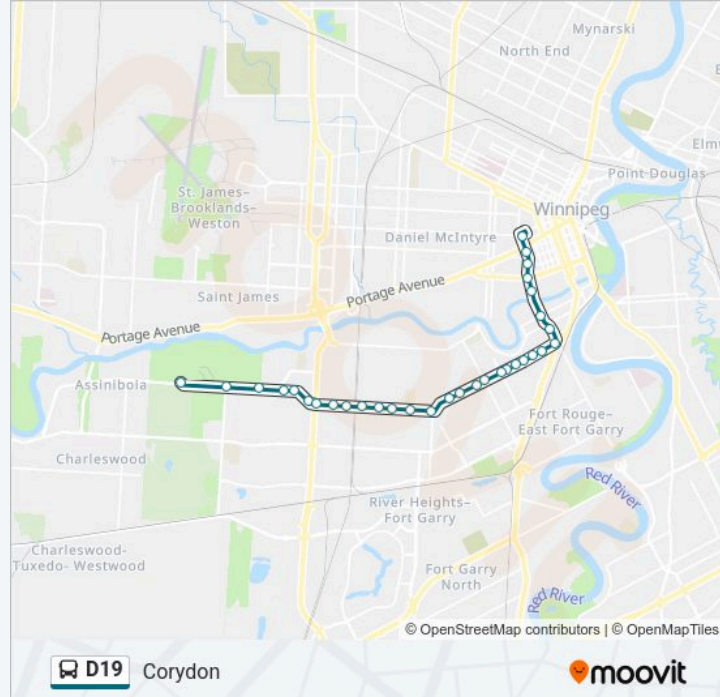 Mynarski
North End
Elmw
Point Douglas
St. James–
Brooklands–
Weston
Winnipeg
Daniel McIntyre
Portage Avenue
Saint James
Portage Avenue
Assiniboia
Fort Rouge–
East Fort Garry
Charleswood
Red River
River Heights–
Fort Garry
Charleswood-
Tuxedo- Westwood
Fort Garry
North
Red River
© OpenStreetMap contributors | © OpenMapTiles
D19 Corydon
moovit